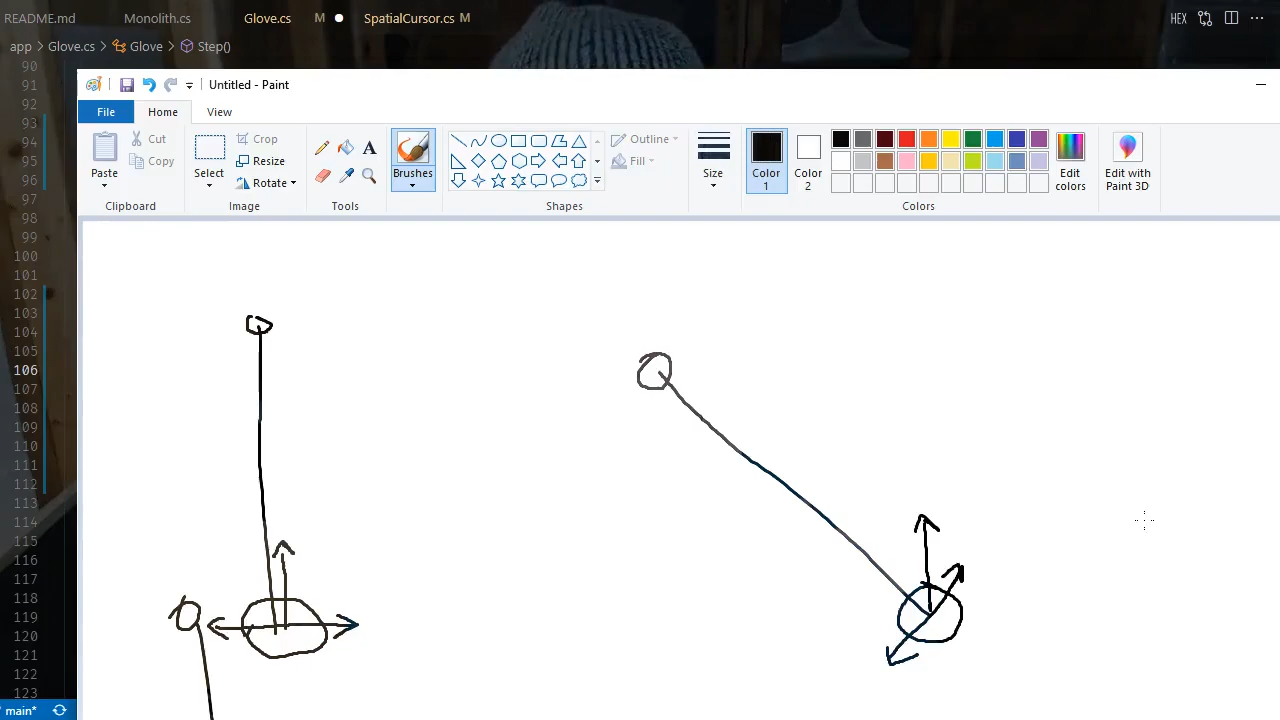 README.md Monolith.cs Glove.cs M SpatialCursor.cs M HEX
app > Glove.cs > Glove > Step()
90
91
92
93
94
95
96
97
98
99
100
101
102
103
104
105
106
107
108
109
110
111
112
113
114
115
116
117
118
119
120
121
122
123
Untitled - Paint
File Home View
Paste
Cut
Copy
Clipboard
Select
Crop
Resize
Rotate
Image
A
Tools
Brushes
Outline
Fill
Shapes
Size
Color 1
Color 2
Edit colors
Edit with Paint 3D
Colors
main*